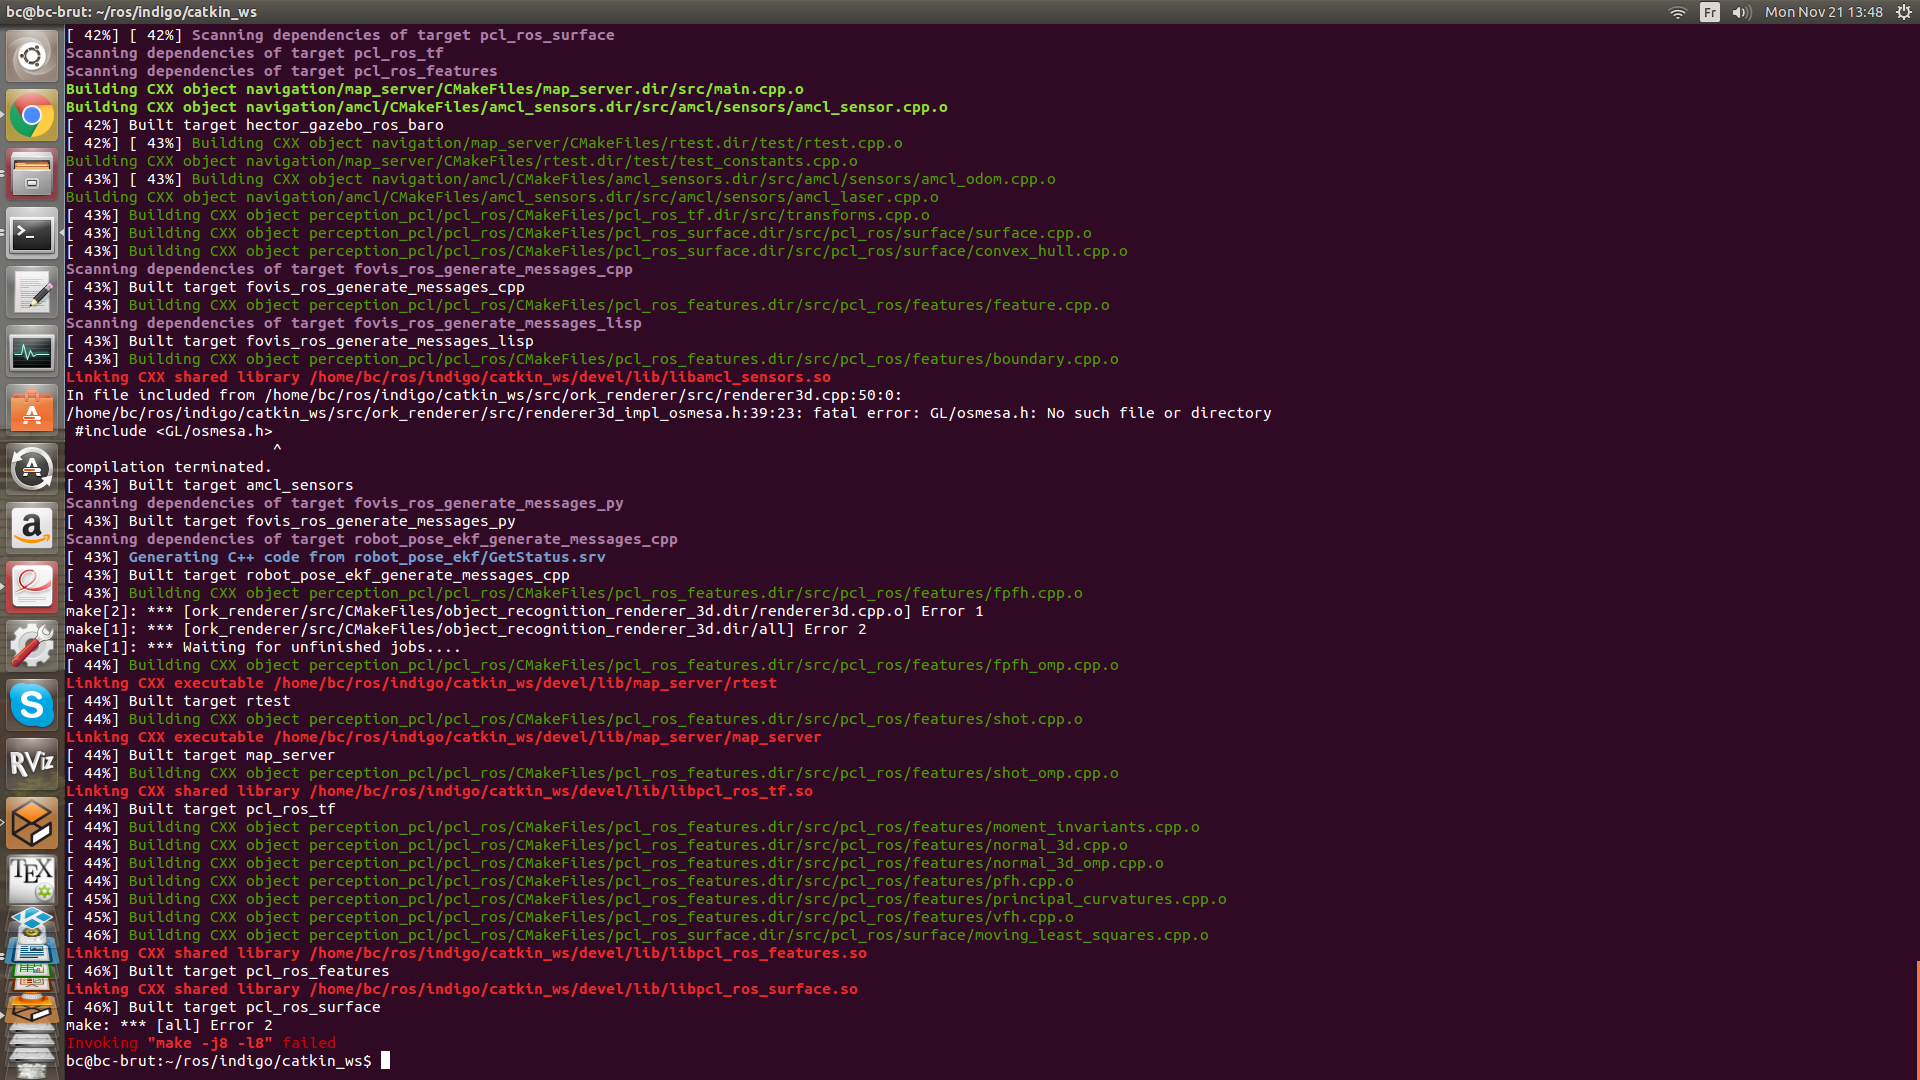 bc@bc-brut: ~/ros/indigo/catkin_ws
Fr
Mon Nov 21 13:48
[ 42%] [ 42%] Scanning dependencies of target pcl_ros_surface
Scanning dependencies of target pcl_ros_tf
Scanning dependencies of target pcl_ros_features
Building CXX object navigation/map_server/CMakeFiles/map_server.dir/src/main.cpp.o
Building CXX object navigation/amcl/CMakeFiles/amcl_sensors.dir/src/amcl/sensors/amcl_sensor.cpp.o
[ 42%] Built target hector_gazebo_ros_baro
[ 42%] [ 43%] Building CXX object navigation/map_server/CMakeFiles/rtest.dir/test/rtest.cpp.o
Building CXX object navigation/map_server/CMakeFiles/rtest.dir/test/test_constants.cpp.o
[ 43%] [ 43%] Building CXX object navigation/amcl/CMakeFiles/amcl_sensors.dir/src/amcl/sensors/amcl_odom.cpp.o
Building CXX object navigation/amcl/CMakeFiles/amcl_sensors.dir/src/amcl/sensors/amcl_laser.cpp.o
[ 43%] Building CXX object perception_pcl/pcl_ros/CMakeFiles/pcl_ros_tf.dir/src/transforms.cpp.o
[ 43%] Building CXX object perception_pcl/pcl_ros/CMakeFiles/pcl_ros_surface.dir/src/pcl_ros/surface/surface.cpp.o
[ 43%] Building CXX object perception_pcl/pcl_ros/CMakeFiles/pcl_ros_surface.dir/src/pcl_ros/surface/convex_hull.cpp.o
Scanning dependencies of target fovis_ros_generate_messages_cpp
[ 43%] Built target fovis_ros_generate_messages_cpp
[ 43%] Building CXX object perception_pcl/pcl_ros/CMakeFiles/pcl_ros_features.dir/src/pcl_ros/features/feature.cpp.o
Scanning dependencies of target fovis_ros_generate_messages_lisp
[ 43%] Built target fovis_ros_generate_messages_lisp
[ 43%] Building CXX object perception_pcl/pcl_ros/CMakeFiles/pcl_ros_features.dir/src/pcl_ros/features/boundary.cpp.o
Linking CXX shared library /home/bc/ros/indigo/catkin_ws/devel/lib/libamcl_sensors.so
In file included from /home/bc/ros/indigo/catkin_ws/src/ork_renderer/src/renderer3d.cpp:50:0:
/home/bc/ros/indigo/catkin_ws/src/ork_renderer/src/renderer3d_impl_osmesa.h:39:23: fatal error: GL/osmesa.h: No such file or directory
#include <GL/osmesa.h>
^
compilation terminated.
[ 43%] Built target amcl_sensors
Scanning dependencies of target fovis_ros_generate_messages_py
[ 43%] Built target fovis_ros_generate_messages_py
Scanning dependencies of target robot_pose_ekf_generate_messages_cpp
[ 43%] Generating C++ code from robot_pose_ekf/GetStatus.srv
[ 43%] Built target robot_pose_ekf_generate_messages_cpp
[ 43%] Building CXX object perception_pcl/pcl_ros/CMakeFiles/pcl_ros_features.dir/src/pcl_ros/features/fpfh.cpp.o
make[2]: *** [ork_renderer/src/CMakeFiles/object_recognition_renderer_3d.dir/renderer3d.cpp.o] Error 1
make[1]: *** [ork_renderer/src/CMakeFiles/object_recognition_renderer_3d.dir/all] Error 2
make[1]: *** Waiting for unfinished jobs....
[ 44%] Building CXX object perception_pcl/pcl_ros/CMakeFiles/pcl_ros_features.dir/src/pcl_ros/features/fpfh_omp.cpp.o
Linking CXX executable /home/bc/ros/indigo/catkin_ws/devel/lib/map_server/rtest
[ 44%] Built target rtest
[ 44%] Building CXX object perception_pcl/pcl_ros/CMakeFiles/pcl_ros_features.dir/src/pcl_ros/features/shot.cpp.o
Linking CXX executable /home/bc/ros/indigo/catkin_ws/devel/lib/map_server/map_server
[ 44%] Built target map_server
[ 44%] Building CXX object perception_pcl/pcl_ros/CMakeFiles/pcl_ros_features.dir/src/pcl_ros/features/shot_omp.cpp.o
Linking CXX shared library /home/bc/ros/indigo/catkin_ws/devel/lib/libpcl_ros_tf.so
[ 44%] Built target pcl_ros_tf
[ 44%] Building CXX object perception_pcl/pcl_ros/CMakeFiles/pcl_ros_features.dir/src/pcl_ros/features/moment_invariants.cpp.o
[ 44%] Building CXX object perception_pcl/pcl_ros/CMakeFiles/pcl_ros_features.dir/src/pcl_ros/features/normal_3d.cpp.o
[ 44%] Building CXX object perception_pcl/pcl_ros/CMakeFiles/pcl_ros_features.dir/src/pcl_ros/features/normal_3d_omp.cpp.o
[ 44%] Building CXX object perception_pcl/pcl_ros/CMakeFiles/pcl_ros_features.dir/src/pcl_ros/features/pfh.cpp.o
[ 45%] Building CXX object perception_pcl/pcl_ros/CMakeFiles/pcl_ros_features.dir/src/pcl_ros/features/principal_curvatures.cpp.o
[ 45%] Building CXX object perception_pcl/pcl_ros/CMakeFiles/pcl_ros_features.dir/src/pcl_ros/features/vfh.cpp.o
[ 46%] Building CXX object perception_pcl/pcl_ros/CMakeFiles/pcl_ros_surface.dir/src/pcl_ros/surface/moving_least_squares.cpp.o
Linking CXX shared library /home/bc/ros/indigo/catkin_ws/devel/lib/libpcl_ros_features.so
[ 46%] Built target pcl_ros_features
Linking CXX shared library /home/bc/ros/indigo/catkin_ws/devel/lib/libpcl_ros_surface.so
[ 46%] Built target pcl_ros_surface
make: *** [all] Error 2
Invoking "make -j8 -l8" failed
bc@bc-brut:~/ros/indigo/catkin_ws$
RViz
TEX